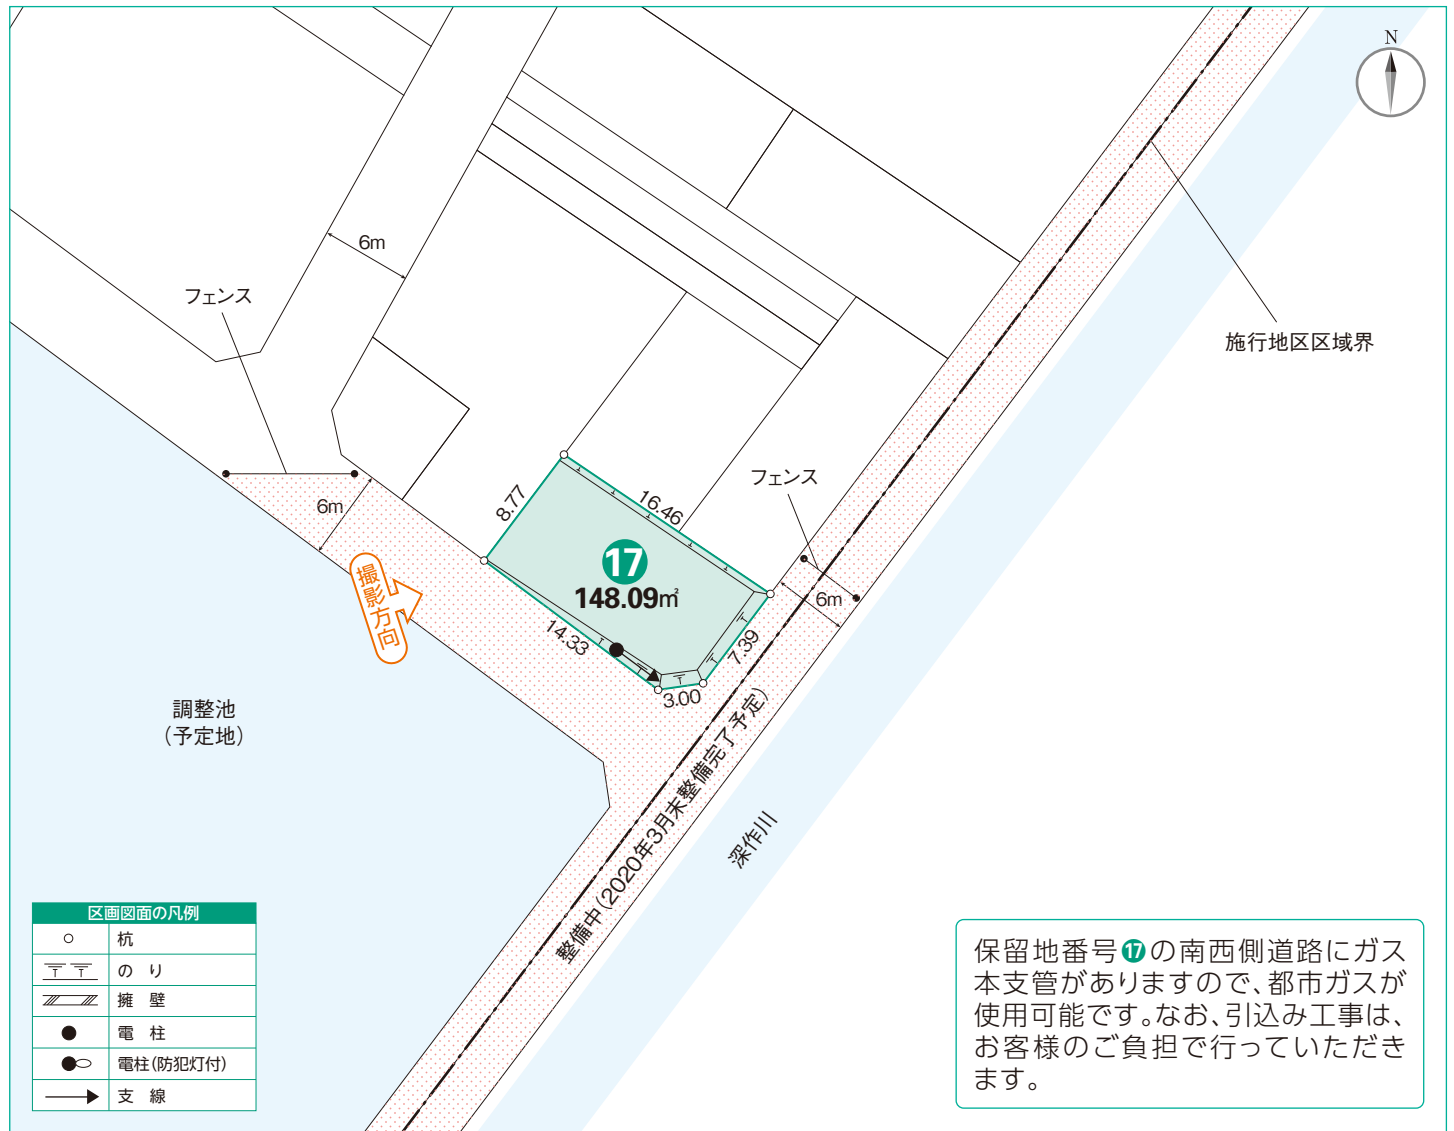 N
6m
フェンス
施行地区区域界
フェンス
6m
8.77
16.46
17
148.09㎡
6m
撮影方向
14.33
7.39
3.00
調整池
(予定地)
整備中(2020年3月末整備完了予定)
深作川
区画図面の凡例
杭
のり
擁壁
電柱
電柱(防犯灯付)
支線
保留地番号17の南西側道路にガス
本支管がありますので、都市ガスが
使用可能です。なお、引込み工事は、
お客様のご負担で行っていただき
ます。